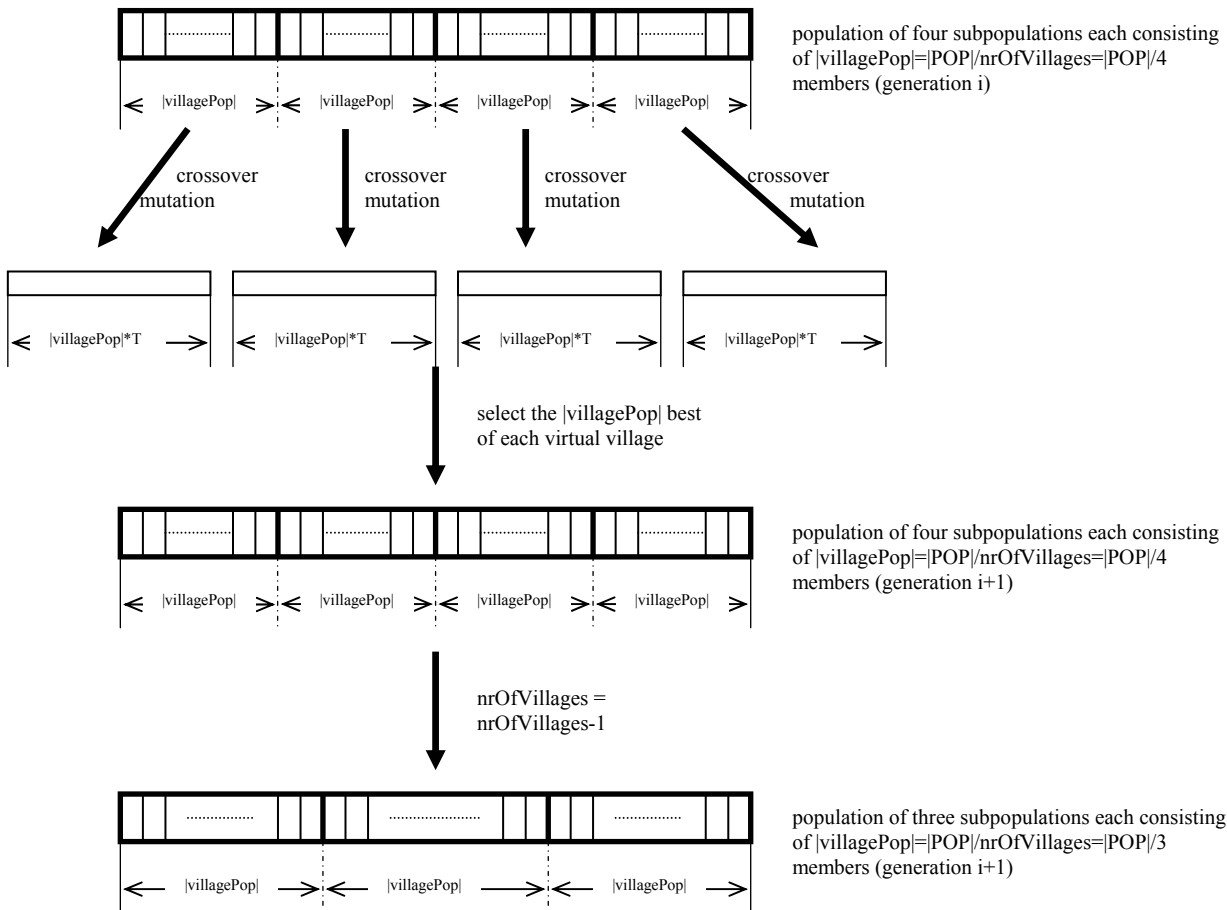 population of four subpopulations each consisting
of |villagePop|=|POP|/nrOfVillages=|POP|/4
members (generation i)
|villagePop| |villagePop| |villagePop| |villagePop|
crossover crossover crossover crossover
mutation mutation mutation mutation
|villagePop|*T |villagePop|*T |villagePop|*T |villagePop|*T
select the |villagePop| best
of each virtual village
population of four subpopulations each consisting
of |villagePop|=|POP|/nrOfVillages=|POP|/4
members (generation i+1)
|villagePop| |villagePop| |villagePop| |villagePop|
nrOfVillages =
nrOfVillages-1
population of three subpopulations each consisting
of |villagePop|=|POP|/nrOfVillages=|POP|/3
members (generation i+1)
|villagePop| |villagePop| |villagePop|